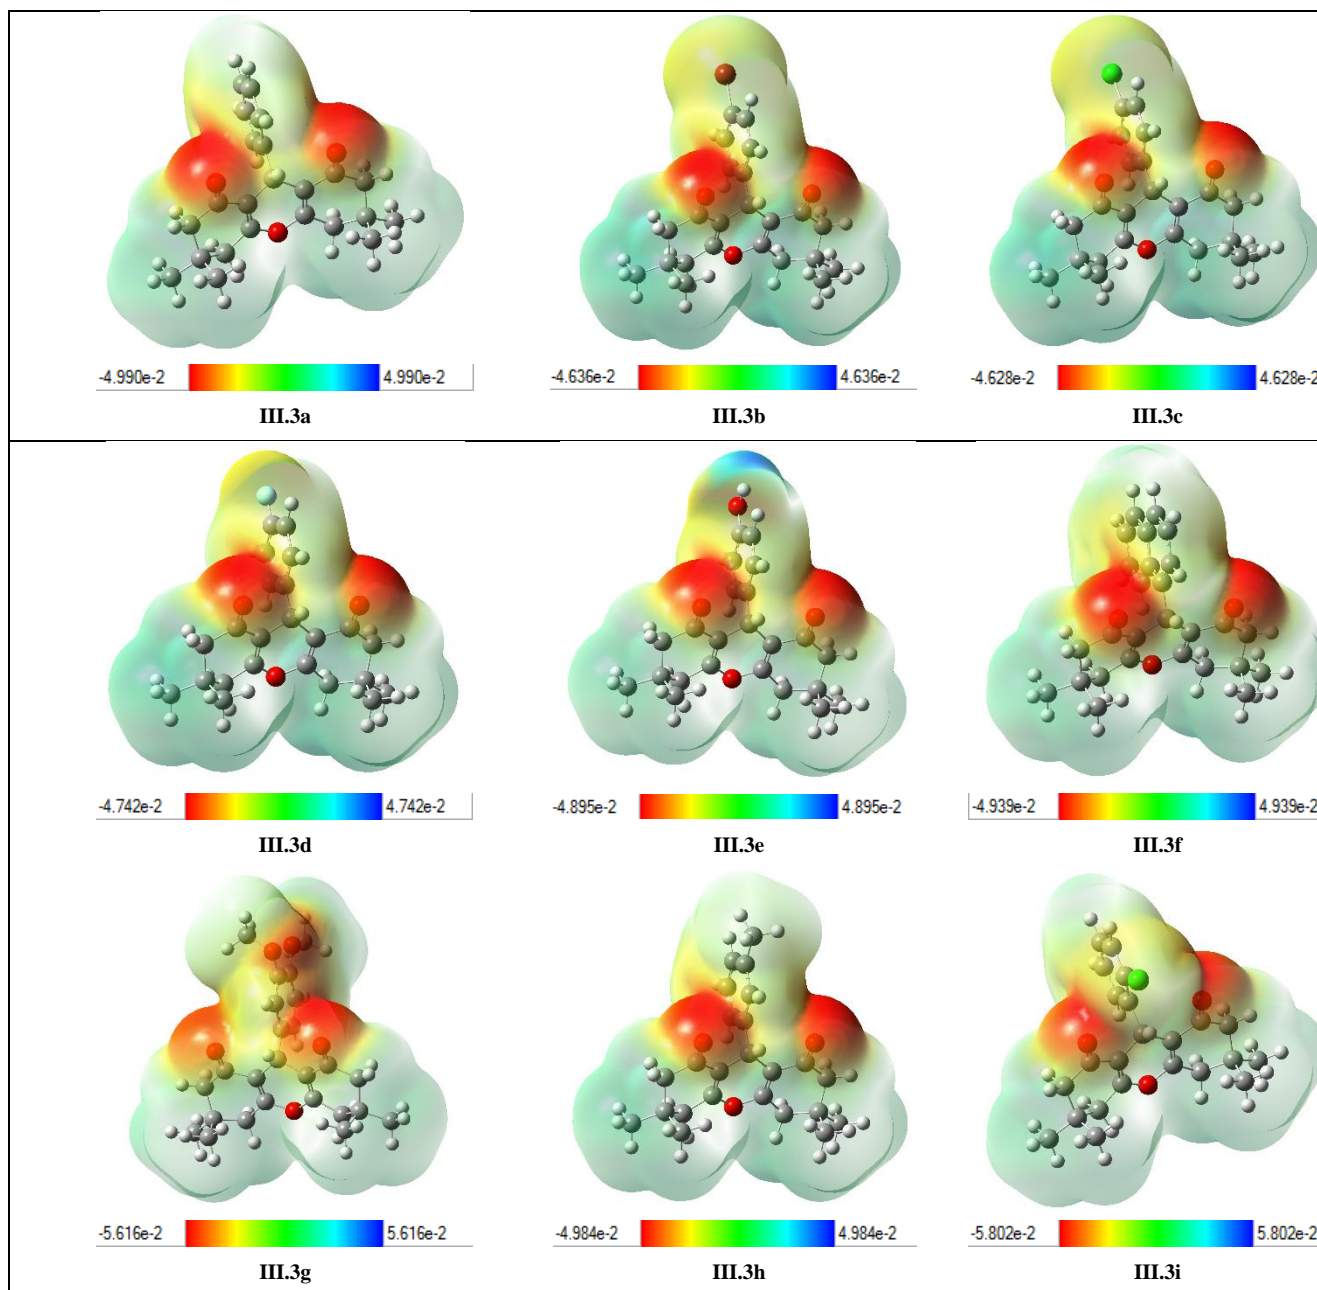 -4.990e-2 4.990e-2 -4.636e-2 4.636e-2 -4.628e-2 4.628e-2
III.3a III.3b III.3c
-4.742e-2 4.742e-2 -4.895e-2 4.895e-2 -4.939e-2 4.939e-2
III.3d III.3e III.3f
-5.616e-2 5.616e-2 -4.984e-2 4.984e-2 -5.802e-2 5.802e-2
III.3g III.3h III.3i